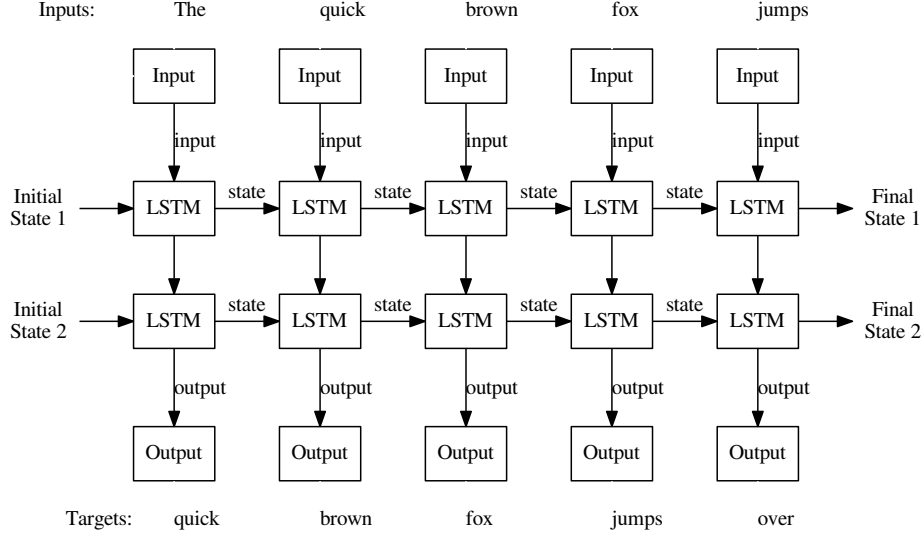 Inputs: The quick brown fox jumps
Input Input Input Input Input
input input input input input
Initial State 1 LSTM state LSTM state LSTM state LSTM state LSTM Final State 1
Initial State 2 LSTM state LSTM state LSTM state LSTM state LSTM Final State 2
output output output output output
Output Output Output Output Output
Targets: quick brown fox jumps over